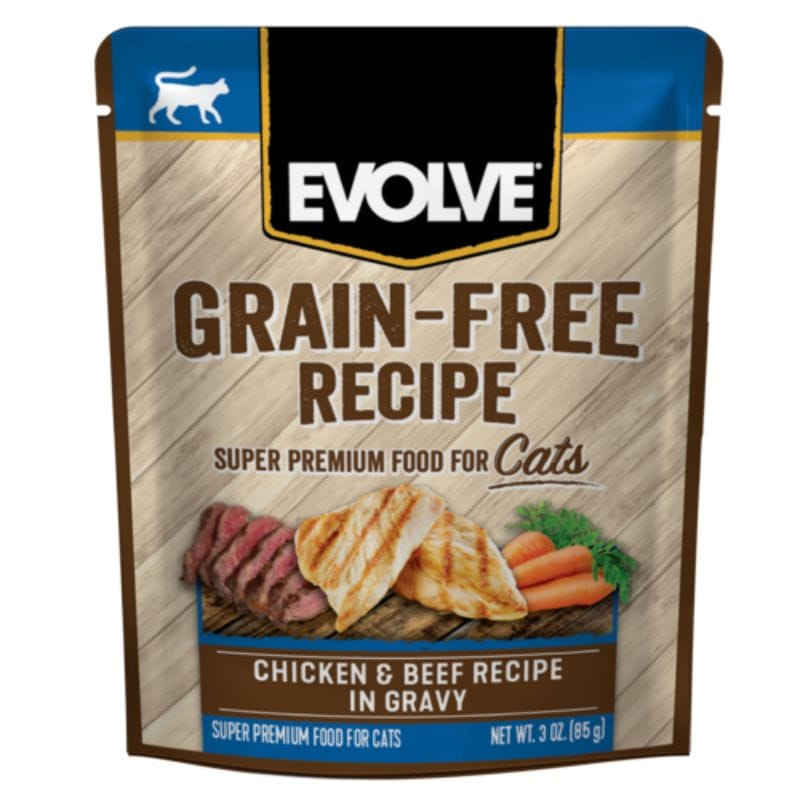 EVOLVE®
GRAIN-FREE
RECIPE
SUPER PREMIUM FOOD FOR Cats
CHICKEN & BEEF RECIPE
IN GRAVY
SUPER PREMIUM FOOD FOR CATS NET WT. 3 OZ. (85 g)